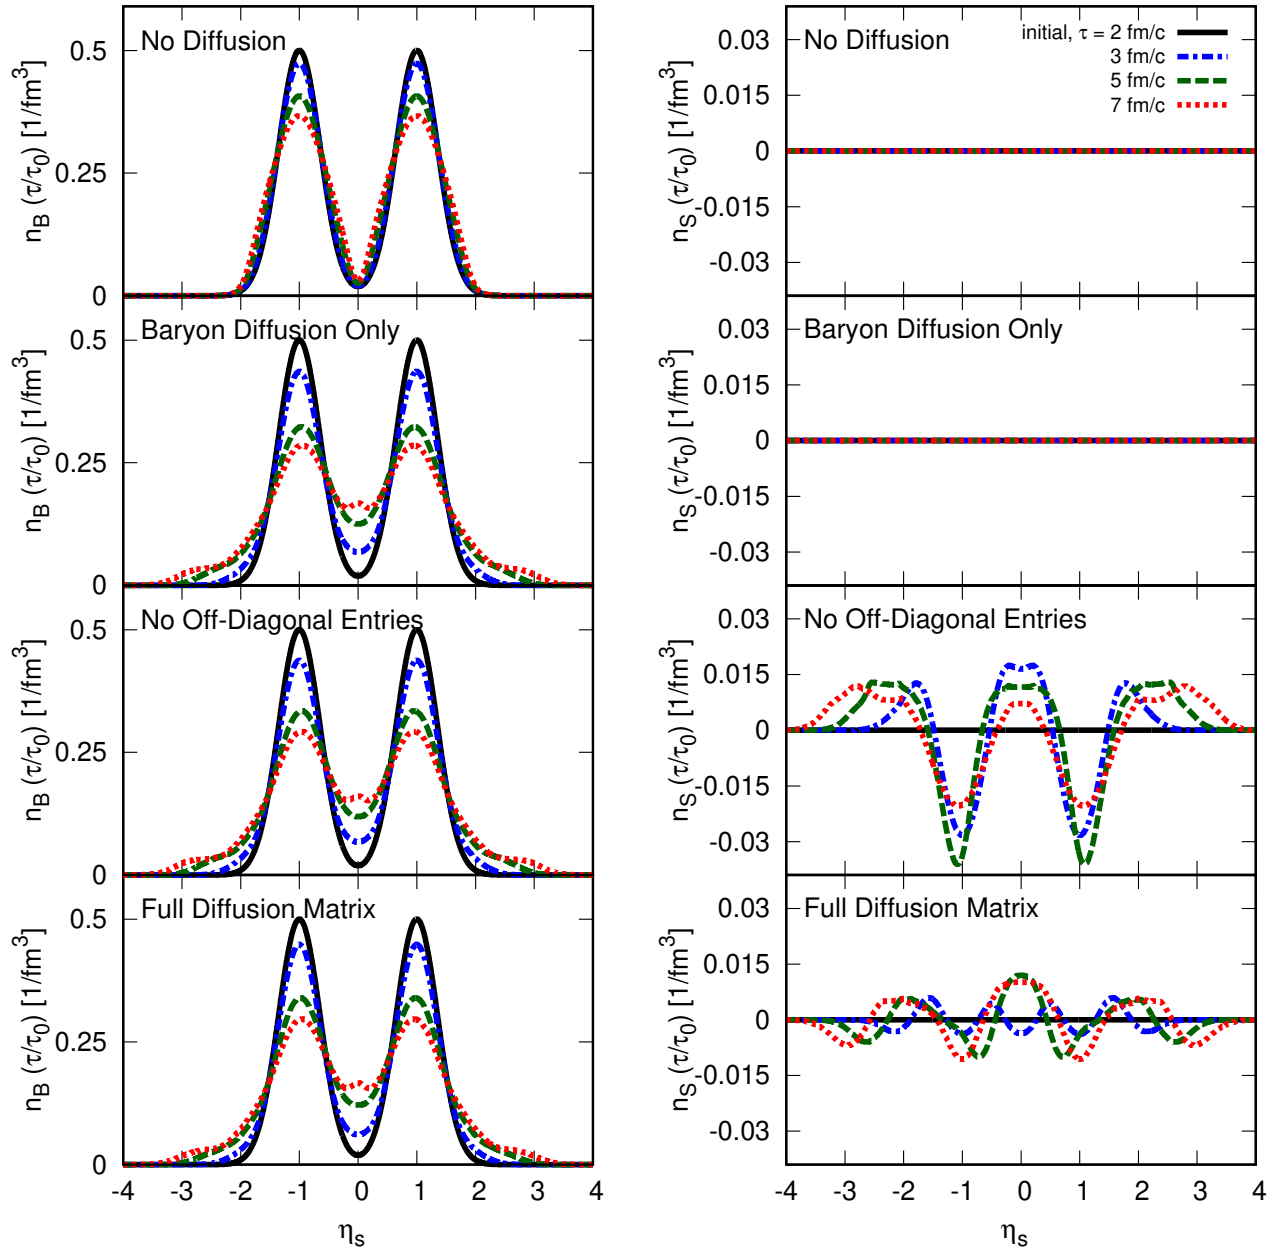 No Diffusion
n_B (τ/τ_0) [1/fm^3]
0.5
0.25
0
No Diffusion
initial, τ = 2 fm/c
3 fm/c
5 fm/c
7 fm/c
n_S (τ/τ_0) [1/fm^3]
0.03
0.015
0
-0.015
-0.03
Baryon Diffusion Only
n_B (τ/τ_0) [1/fm^3]
0.5
0.25
0
Baryon Diffusion Only
n_S (τ/τ_0) [1/fm^3]
0.03
0.015
0
-0.015
-0.03
No Off-Diagonal Entries
n_B (τ/τ_0) [1/fm^3]
0.5
0.25
0
No Off-Diagonal Entries
n_S (τ/τ_0) [1/fm^3]
0.03
0.015
0
-0.015
-0.03
Full Diffusion Matrix
n_B (τ/τ_0) [1/fm^3]
0.5
0.25
0
-4 -3 -2 -1 0 1 2 3 4
η_s
Full Diffusion Matrix
n_S (τ/τ_0) [1/fm^3]
0.03
0.015
0
-0.015
-0.03
-4 -3 -2 -1 0 1 2 3 4
η_s